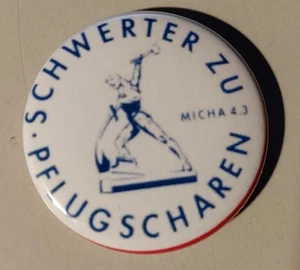 SCHWERTER ZU
PFLUGSCHAREN
MICHA 4.3